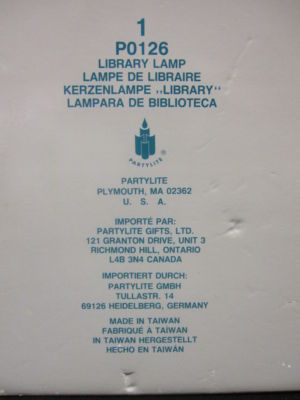 1
P0126
LIBRARY LAMP
LAMPE DE LIBRAIRE
KERZENLAMPE „LIBRARY"
LAMPARA DE BIBLIOTECA
PARTYLITE®
PARTYLITE
PLYMOUTH, MA 02362
U. S. A.
IMPORTÉ PAR:
PARTYLITE GIFTS, LTD.
121 GRANTON DRIVE, UNIT 3
RICHMOND HILL, ONTARIO
L4B 3N4 CANADA
IMPORTIERT DURCH:
PARTYLITE GMBH
TULLASTR. 14
69126 HEIDELBERG, GERMANY
MADE IN TAIWAN
FABRIQUÉ À TAIWAN
IN TAIWAN HERGESTELLT
HECHO EN TAIWÁN